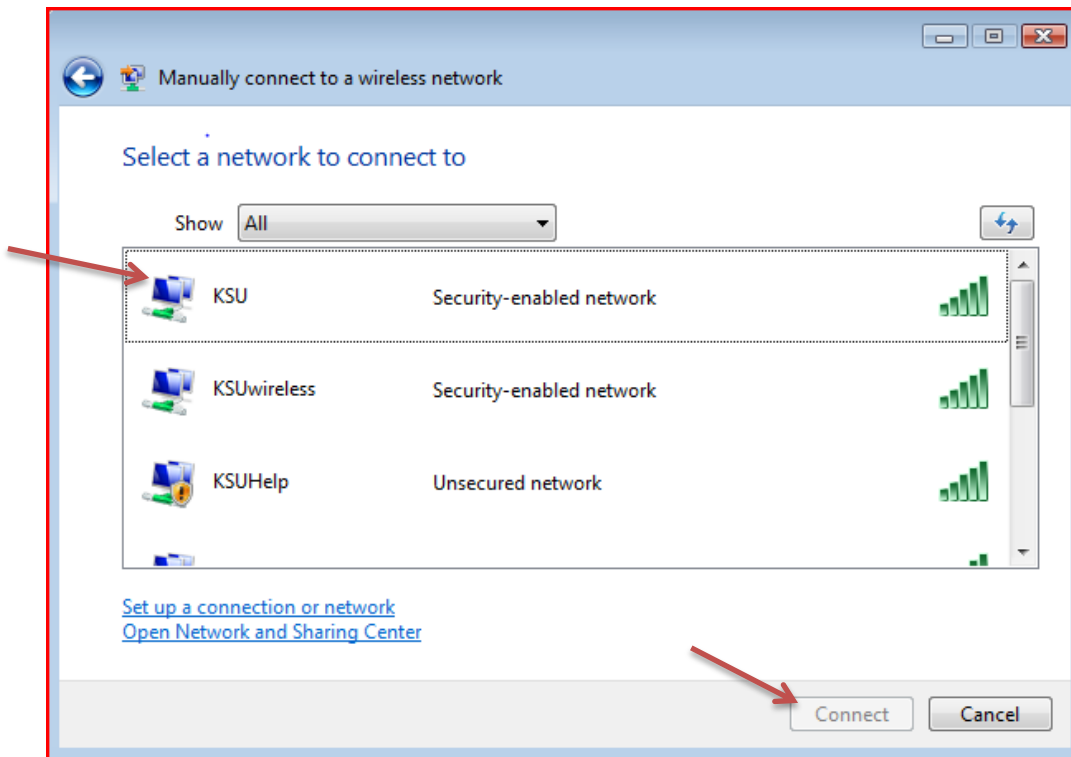 Manually connect to a wireless network
Select a network to connect to
Show All
KSU Security-enabled network
KSUwireless Security-enabled network
KSUHelp Unsecured network
Set up a connection or network
Open Network and Sharing Center
Connect Cancel